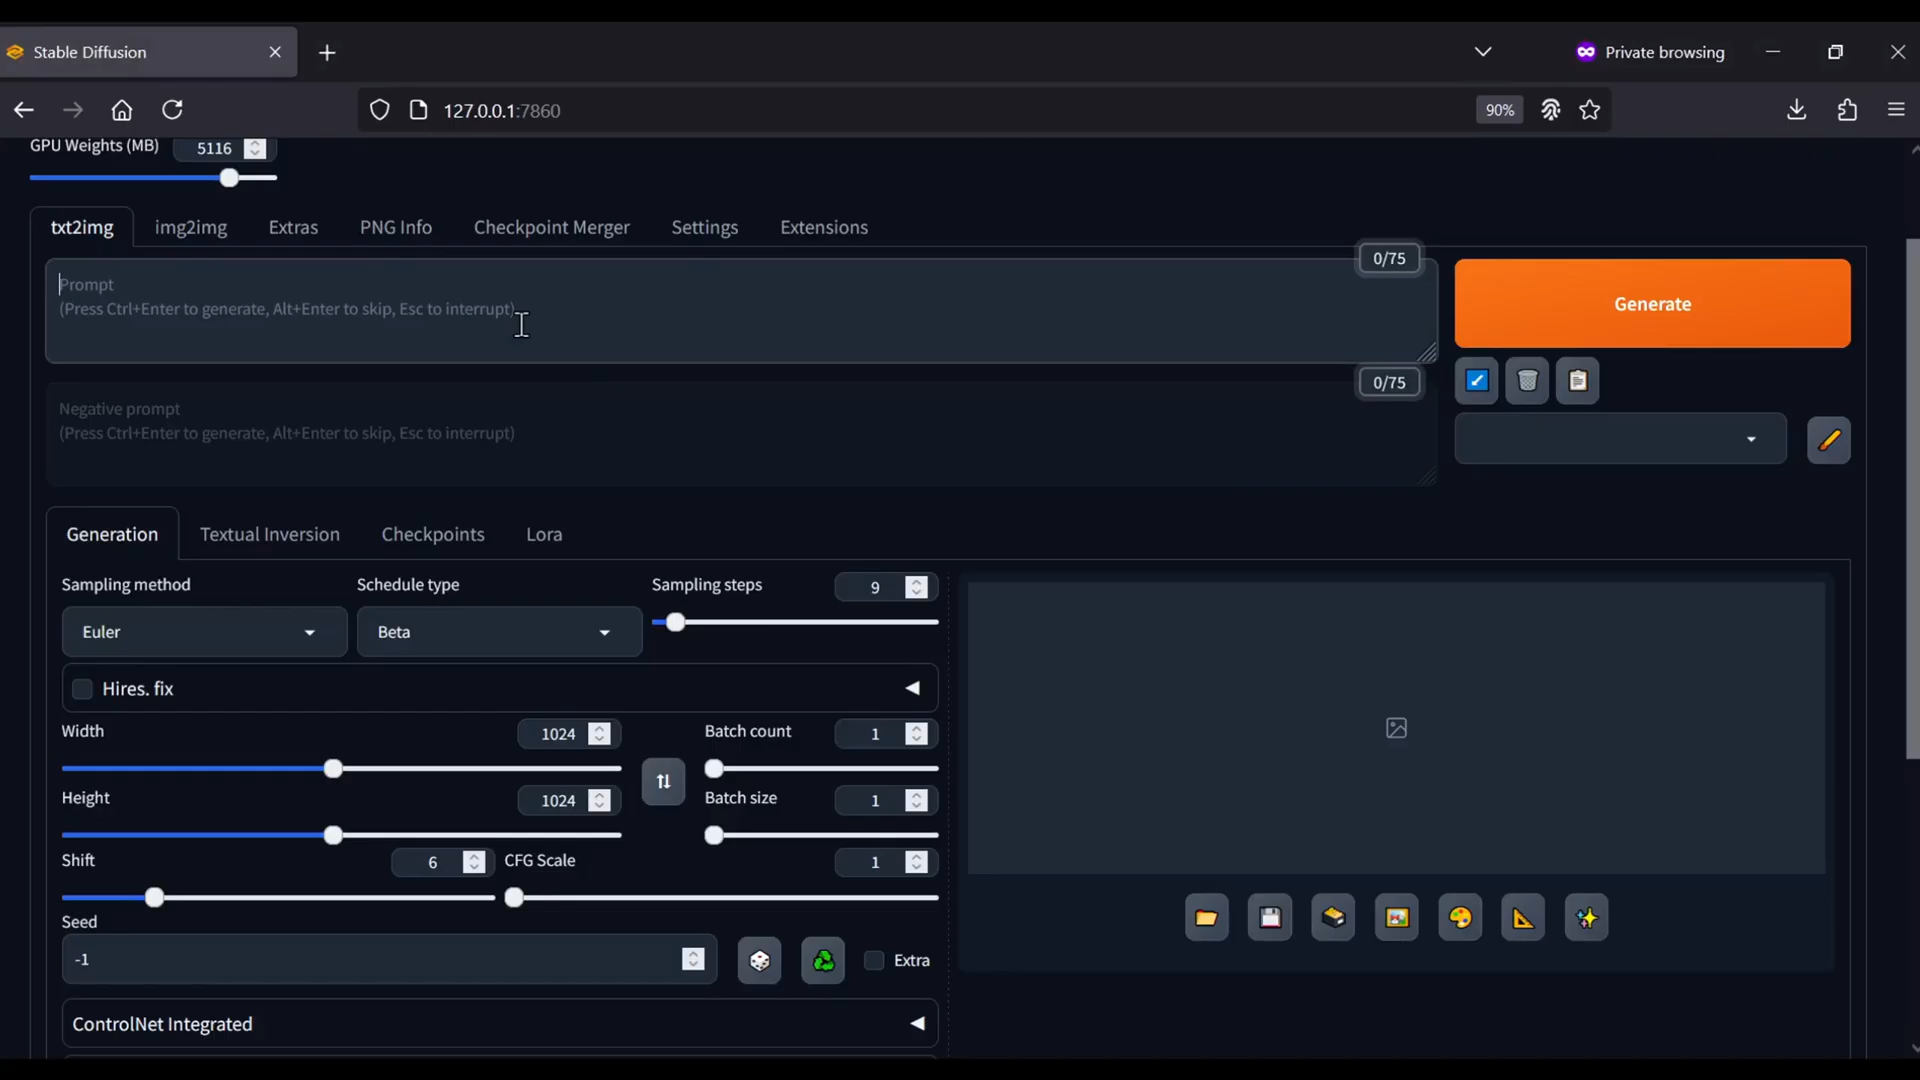 Stable Diffusion
Private browsing
127.0.0.1:7860
90%
GPU Weights (MB)
5116
txt2img
img2img
Extras
PNG Info
Checkpoint Merger
Settings
Extensions
0/75
Prompt
(Press Ctrl+Enter to generate, Alt+Enter to skip, Esc to interrupt)
Generate
0/75
Negative prompt
(Press Ctrl+Enter to generate, Alt+Enter to skip, Esc to interrupt)
Generation
Textual Inversion
Checkpoints
Lora
Sampling method
Schedule type
Sampling steps
9
Euler
Beta
Hires. fix
Width
1024
Batch count
1
Height
1024
Batch size
1
Shift
6
CFG Scale
1
Seed
-1
Extra
ControlNet Integrated